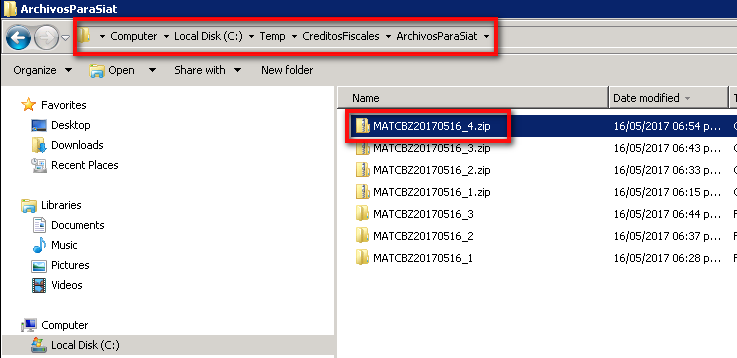 ArchivosParaSiat
Computer Local Disk (C:) Temp CreditosFiscales ArchivosParaSiat
Organize Open Share with New folder
Favorites
Desktop
Downloads
Recent Places
Libraries
Documents
Music
Pictures
Videos
Computer
Local Disk (C:)
Name Date modified
MATCBZ20170516_4.zip 16/05/2017 06:54 p...
MATCBZ20170516_3.zip 16/05/2017 06:43 p...
MATCBZ20170516_2.zip 16/05/2017 06:33 p...
MATCBZ20170516_1.zip 16/05/2017 06:15 p...
MATCBZ20170516_3 16/05/2017 06:44 p...
MATCBZ20170516_2 16/05/2017 06:37 p...
MATCBZ20170516_1 16/05/2017 06:28 p...